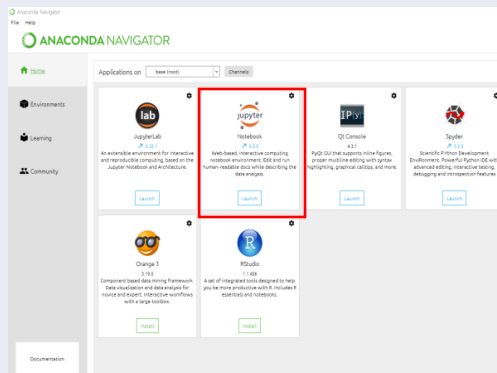 Anaconda Navigator
File Help
ANACONDA NAVIGATOR
Home
Environments
Learning
Community
Documentation
Applications on base (root) Channels
lab
JupyterLab
An extensible environment for interactive
and reproducible computing, based on the
Jupyter Notebook and Architecture.
Launch
jupyter
Notebook
Web-based, interactive computing
notebook environment. Edit and run
human-readable docs while describing the
data analysis.
Launch
IP[y]:
Qt Console
4.3.1
PyQt GUI that supports inline figures,
proper multiline editing with syntax
highlighting, graphical calltips, and more.
Launch
Spyder
Scientific PYthon Development
EnviRonment. Powerful Python IDE with
advanced editing, interactive testing,
debugging and introspection features
Launch
Orange 3
Component based data mining framework.
Data visualization and data analysis for
novice and expert. Interactive workflows
with a large toolbox.
Install
R
RStudio
1.1.456
A set of integrated tools designed to help
you be more productive with R. Includes R
essentials and notebooks.
Install